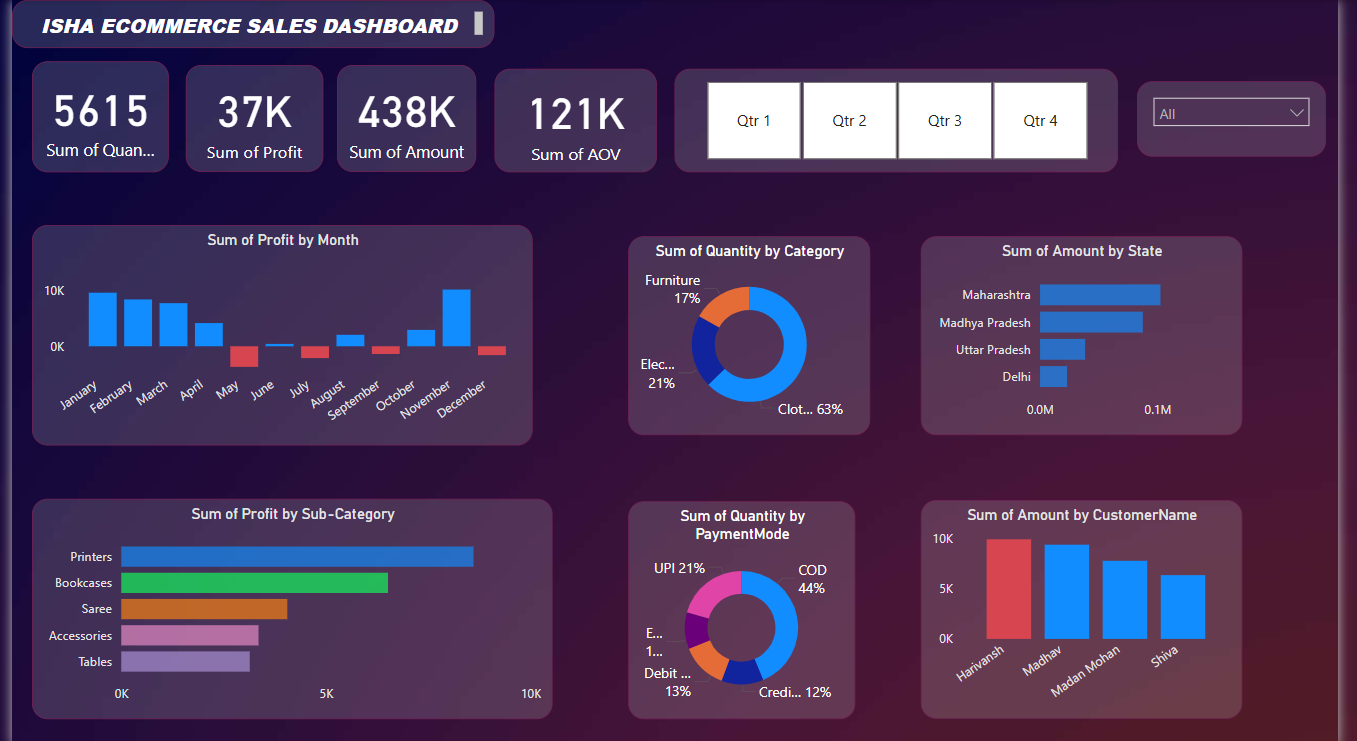 ISHA ECOMMERCE SALES DASHBOARD
5615
Sum of Quan...
37K
Sum of Profit
438K
Sum of Amount
121K
Sum of AOV
Qtr 1
Qtr 2
Qtr 3
Qtr 4
All
Sum of Profit by Month
10K
0K
January
February
March
April
May
June
July
August
September
October
November
December
Sum of Quantity by Category
Furniture
17%
Elec...
21%
Clot... 63%
Sum of Amount by State
Maharashtra
Madhya Pradesh
Uttar Pradesh
Delhi
0.0M
0.1M
Sum of Profit by Sub-Category
Printers
Bookcases
Saree
Accessories
Tables
0K
5K
10K
Sum of Quantity by
PaymentMode
UPI 21%
COD
44%
E...
1...
Debit ...
13%
Credi... 12%
Sum of Amount by CustomerName
10K
5K
0K
Harivansh
Madhav
Madan Mohan
Shiva